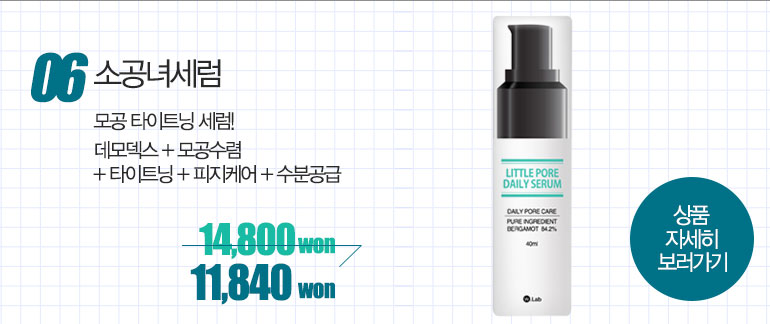 06 소공녀세럼
모공 타이트닝 세럼!
데모덱스 + 모공수렴
+ 타이트닝 + 피지케어 + 수분공급
14,800 won
11,840 won
LITTLE PORE
DAILY SERUM
DAILY PORE CARE
PURE INGREDIENT
BERGAMOT 84.2%
40ml
W.Lab
상품
자세히
보러가기